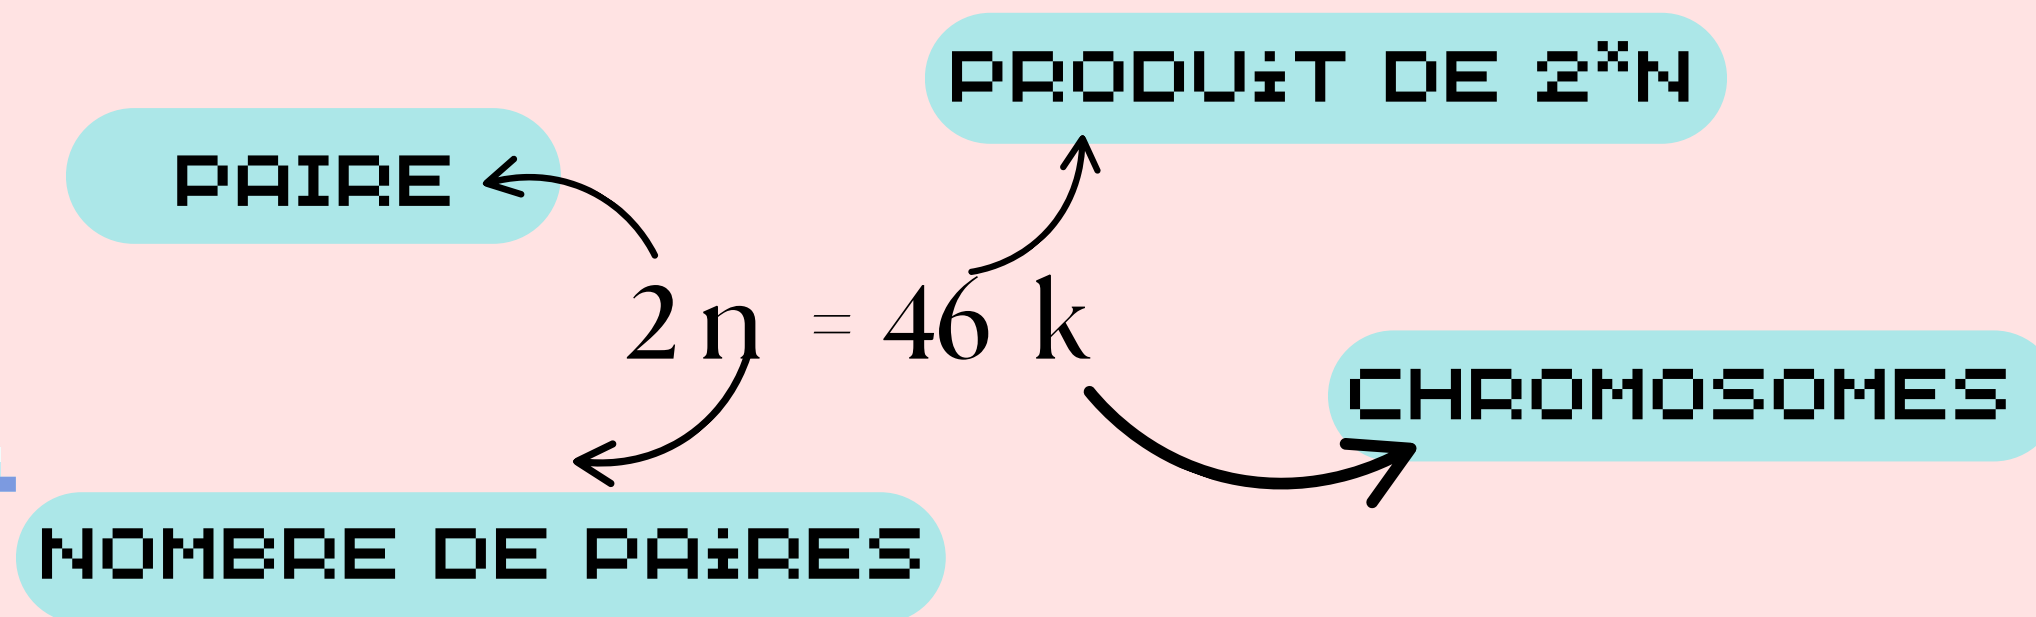 PRODUiT DE 2×N
PAIRE
2 n = 46 k
CHROMOSOMES
NOMBRE DE PAiRES